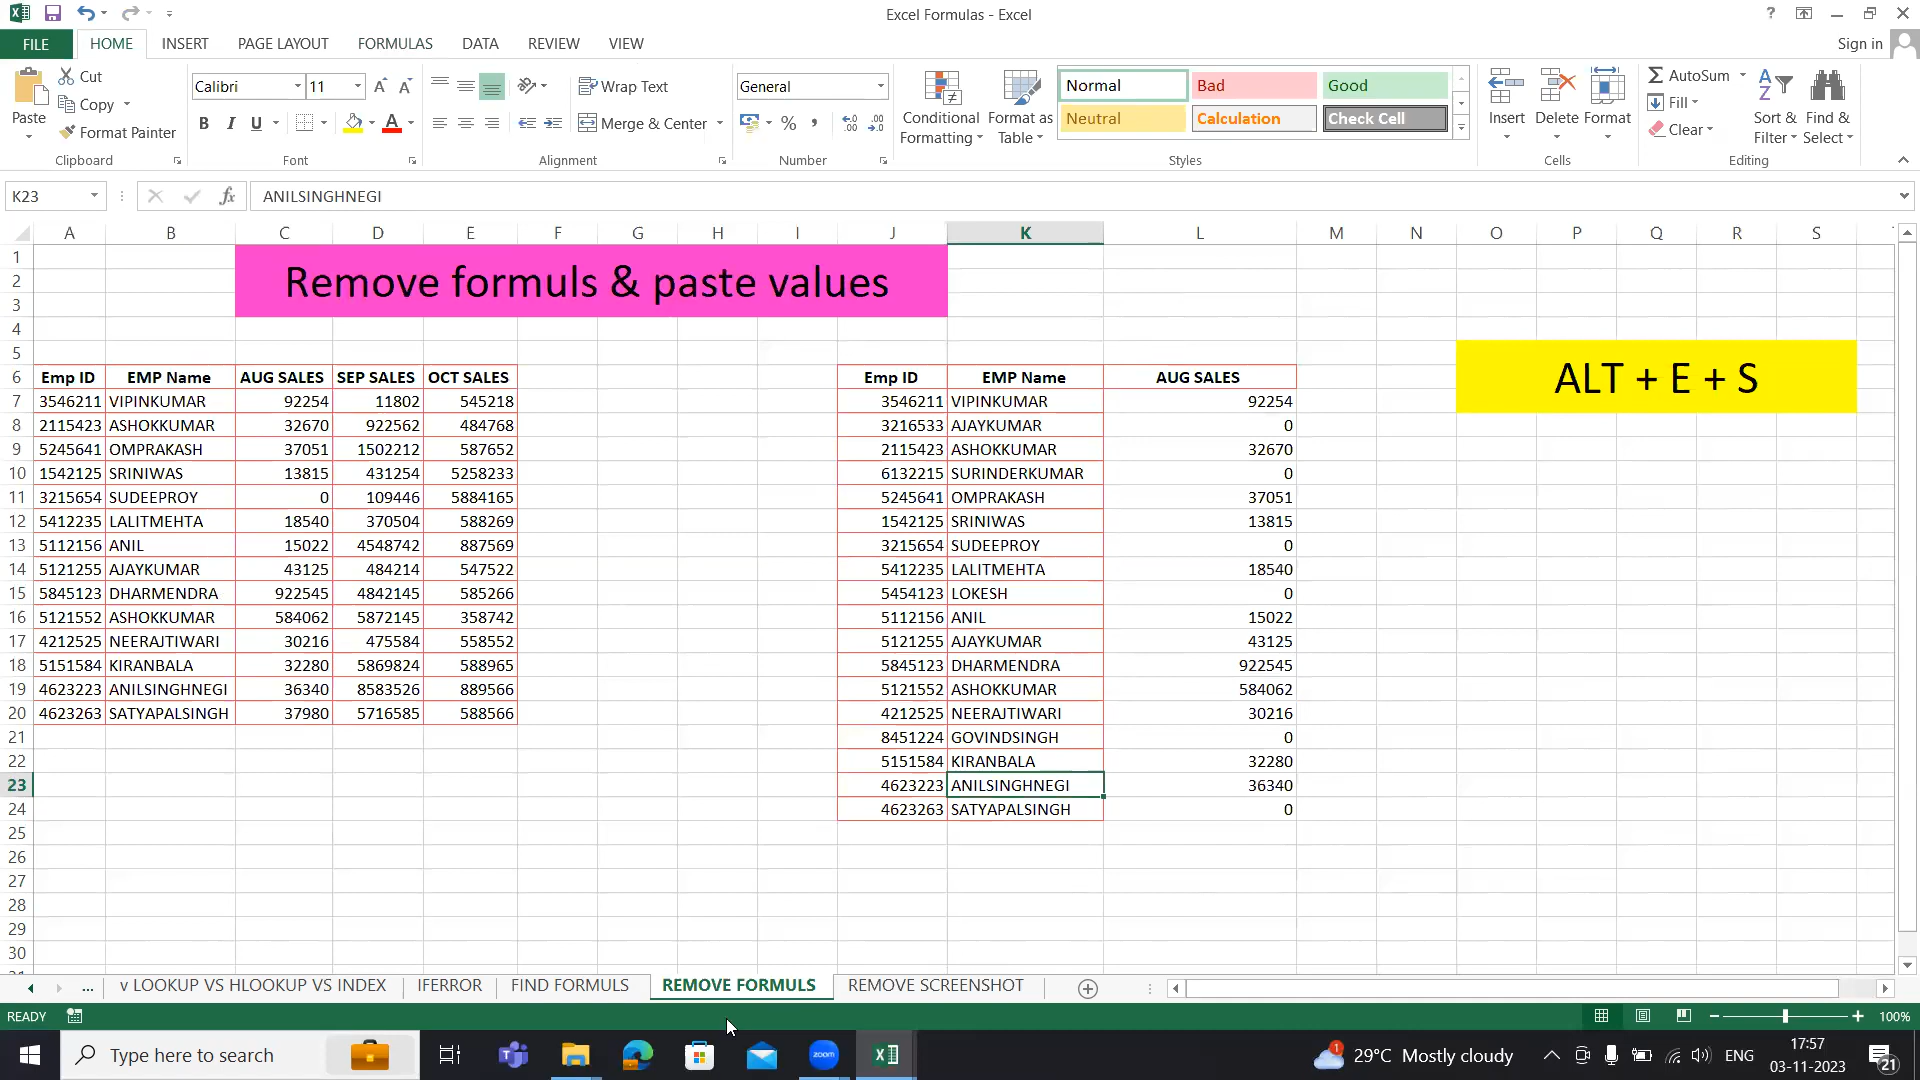 Excel Formulas - Excel
?
FILE HOME INSERT PAGE LAYOUT FORMULAS DATA REVIEW VIEW Sign in
Paste Cut Copy Format Painter
Clipboard
Calibri 11 A A
B I U A
Font
Wrap Text
Merge & Center
Alignment
General
% ,
Number
Conditional Formatting
Format as Table
Normal Bad Good
Neutral Calculation Check Cell
Styles
Insert Delete Format
Cells
AutoSum
Fill
Clear
Sort & Filter
Find & Select
Editing
K23 fx ANILSINGHNEGI
A B C D E F G H I J K L M N O P Q R S
1
2 Remove formuls & paste values
3
4
5
6 Emp ID EMP Name AUG SALES SEP SALES OCT SALES Emp ID EMP Name AUG SALES ALT + E + S
7 3546211 VIPINKUMAR 92254 11802 545218 3546211 VIPINKUMAR 92254
8 2115423 ASHOKKUMAR 32670 922562 484768 3216533 AJAYKUMAR 0
9 5245641 OMPRAKASH 37051 1502212 587652 2115423 ASHOKKUMAR 32670
10 1542125 SRINIWAS 13815 431254 5258233 6132215 SURINDERKUMAR 0
11 3215654 SUDEEPROY 0 109446 5884165 5245641 OMPRAKASH 37051
12 5412235 LALITMEHTA 18540 370504 588269 1542125 SRINIWAS 13815
13 5112156 ANIL 15022 4548742 887569 3215654 SUDEEPROY 0
14 5121255 AJAYKUMAR 43125 484214 547522 5412235 LALITMEHTA 18540
15 5845123 DHARMENDRA 922545 4842145 585266 5454123 LOKESH 0
16 5121552 ASHOKKUMAR 584062 5872145 358742 5112156 ANIL 15022
17 4212525 NEERAJTIWARI 30216 475584 558552 5121255 AJAYKUMAR 43125
18 5151584 KIRANBALA 32280 5869824 588965 5845123 DHARMENDRA 922545
19 4623223 ANILSINGHNEGI 36340 8583526 889566 5121552 ASHOKKUMAR 584062
20 4623263 SATYAPALSINGH 37980 5716585 588566 4212525 NEERAJTIWARI 30216
21 8451224 GOVINDSINGH 0
22 5151584 KIRANBALA 32280
23 4623223 ANILSINGHNEGI 36340
24 4623263 SATYAPALSINGH 0
25
26
27
28
29
30
... v LOOKUP VS HLOOKUP VS INDEX IFERROR FIND FORMULS REMOVE FORMULS REMOVE SCREENSHOT
READY 100%
Type here to search zoom 1 29°C Mostly cloudy ENG 17:57
03-11-2023 21